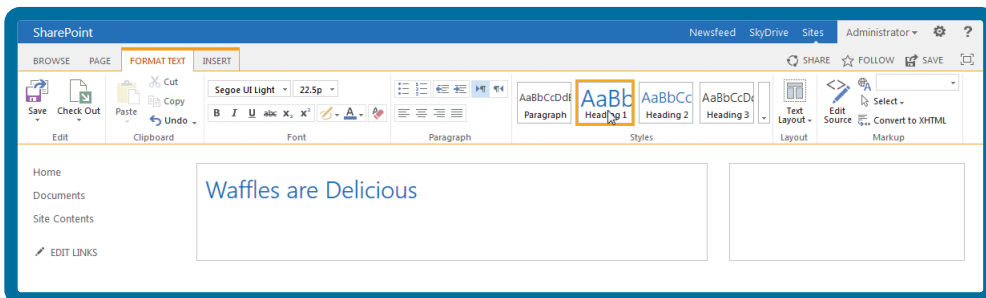 SharePoint
Newsfeed SkyDrive Sites Administrator ?
BROWSE PAGE FORMAT TEXT INSERT
SHARE FOLLOW SAVE
Save Check Out
Edit
Paste
Cut
Copy
Undo
Clipboard
Segoe UI Light 22.5p
B I U abc x₂ x² A
Font
Paragraph
AaBbCcDdE AaBb AaBbCc AaBbCcDc
Paragraph Heading 1 Heading 2 Heading 3
Styles
Text Layout
Layout
Edit Source
Select
Convert to XHTML
Markup
Home
Documents
Site Contents
EDIT LINKS
Waffles are Delicious